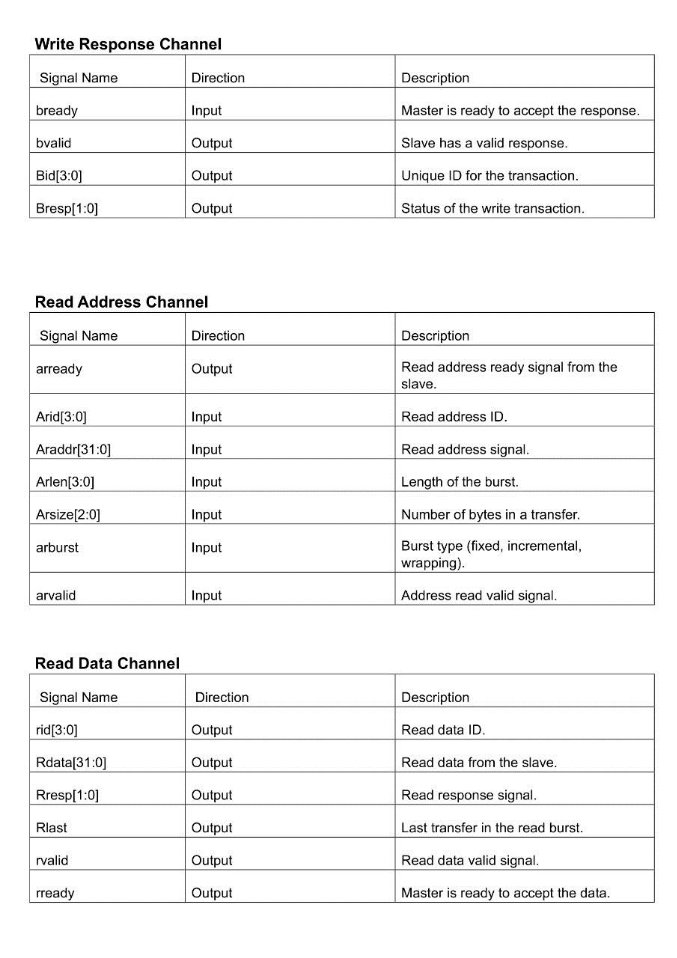 Write Response Channel
Signal Name Direction Description
bready Input Master is ready to accept the response.
bvalid Output Slave has a valid response.
Bid[3:0] Output Unique ID for the transaction.
Bresp[1:0] Output Status of the write transaction.
Read Address Channel
Signal Name Direction Description
arready Output Read address ready signal from the
slave.
Arid[3:0] Input Read address ID.
Araddr[31:0] Input Read address signal.
Arlen[3:0] Input Length of the burst.
Arsize[2:0] Input Number of bytes in a transfer.
arburst Input Burst type (fixed, incremental,
wrapping).
arvalid Input Address read valid signal.
Read Data Channel
Signal Name Direction Description
rid[3:0] Output Read data ID.
Rdata[31:0] Output Read data from the slave.
Rresp[1:0] Output Read response signal.
Rlast Output Last transfer in the read burst.
rvalid Output Read data valid signal.
rready Output Master is ready to accept the data.